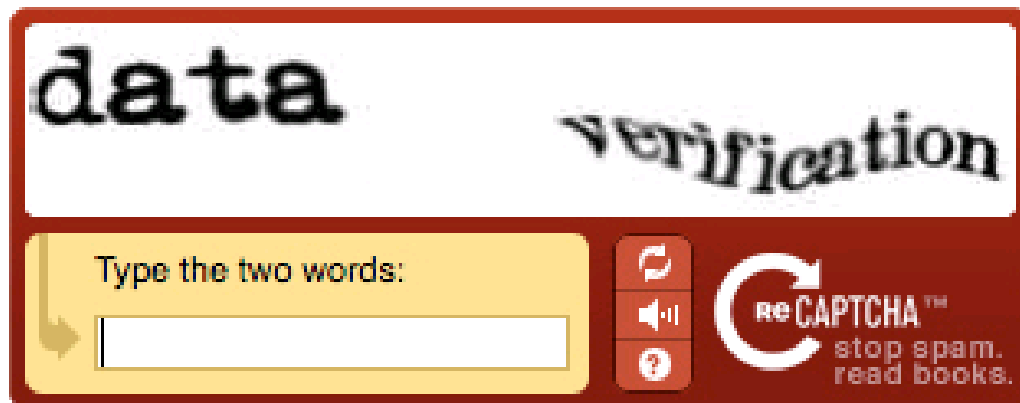 data verification
Type the two words:
ReCAPTCHA™
stop spam.
read books.